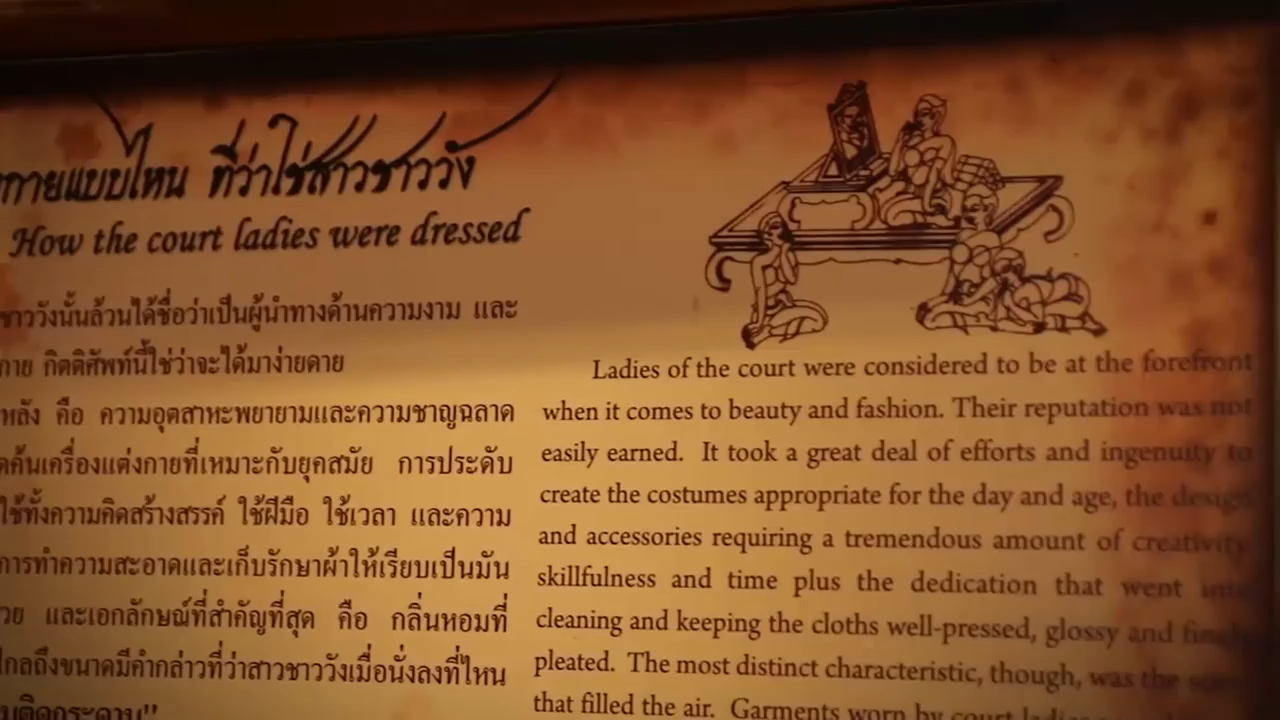 กายแบบไหน ที่ว่าใช่สาวชาววัง
How the court ladies were dressed
ชาววังนั้นล้วนได้ชื่อว่าเป็นผู้นำทางด้านความงาม และ
กาย กิตติศัพท์นี้ใช่ว่าจะได้มาง่ายดาย
หลัง คือ ความอุตสาหะพยายามและความชาญฉลาด
ค้นเครื่องแต่งกายที่เหมาะกับยุคสมัย การประดับ
ใช้ทั้งความคิดสร้างสรรค์ ใช้ฝีมือ ใช้เวลา และความ
การทำความสะอาดและเก็บรักษาผ้าให้เรียบเป็นมัน
วย และเอกลักษณ์ที่สำคัญที่สุด คือ กลิ่นหอมที่
ไกลถึงขนาดมีคำกล่าวที่ว่าสาวชาววังเมื่อนั่งลงที่ไหน
มติดกระดาน"
Ladies of the court were considered to be at the forefront
when it comes to beauty and fashion. Their reputation was not
easily earned. It took a great deal of efforts and ingenuity to
create the costumes appropriate for the day and age, the design
and accessories requiring a tremendous amount of creativity,
skillfulness and time plus the dedication that went into
cleaning and keeping the cloths well-pressed, glossy and finely
pleated. The most distinct characteristic, though, was the
that filled the air. Garments worn by court ladies